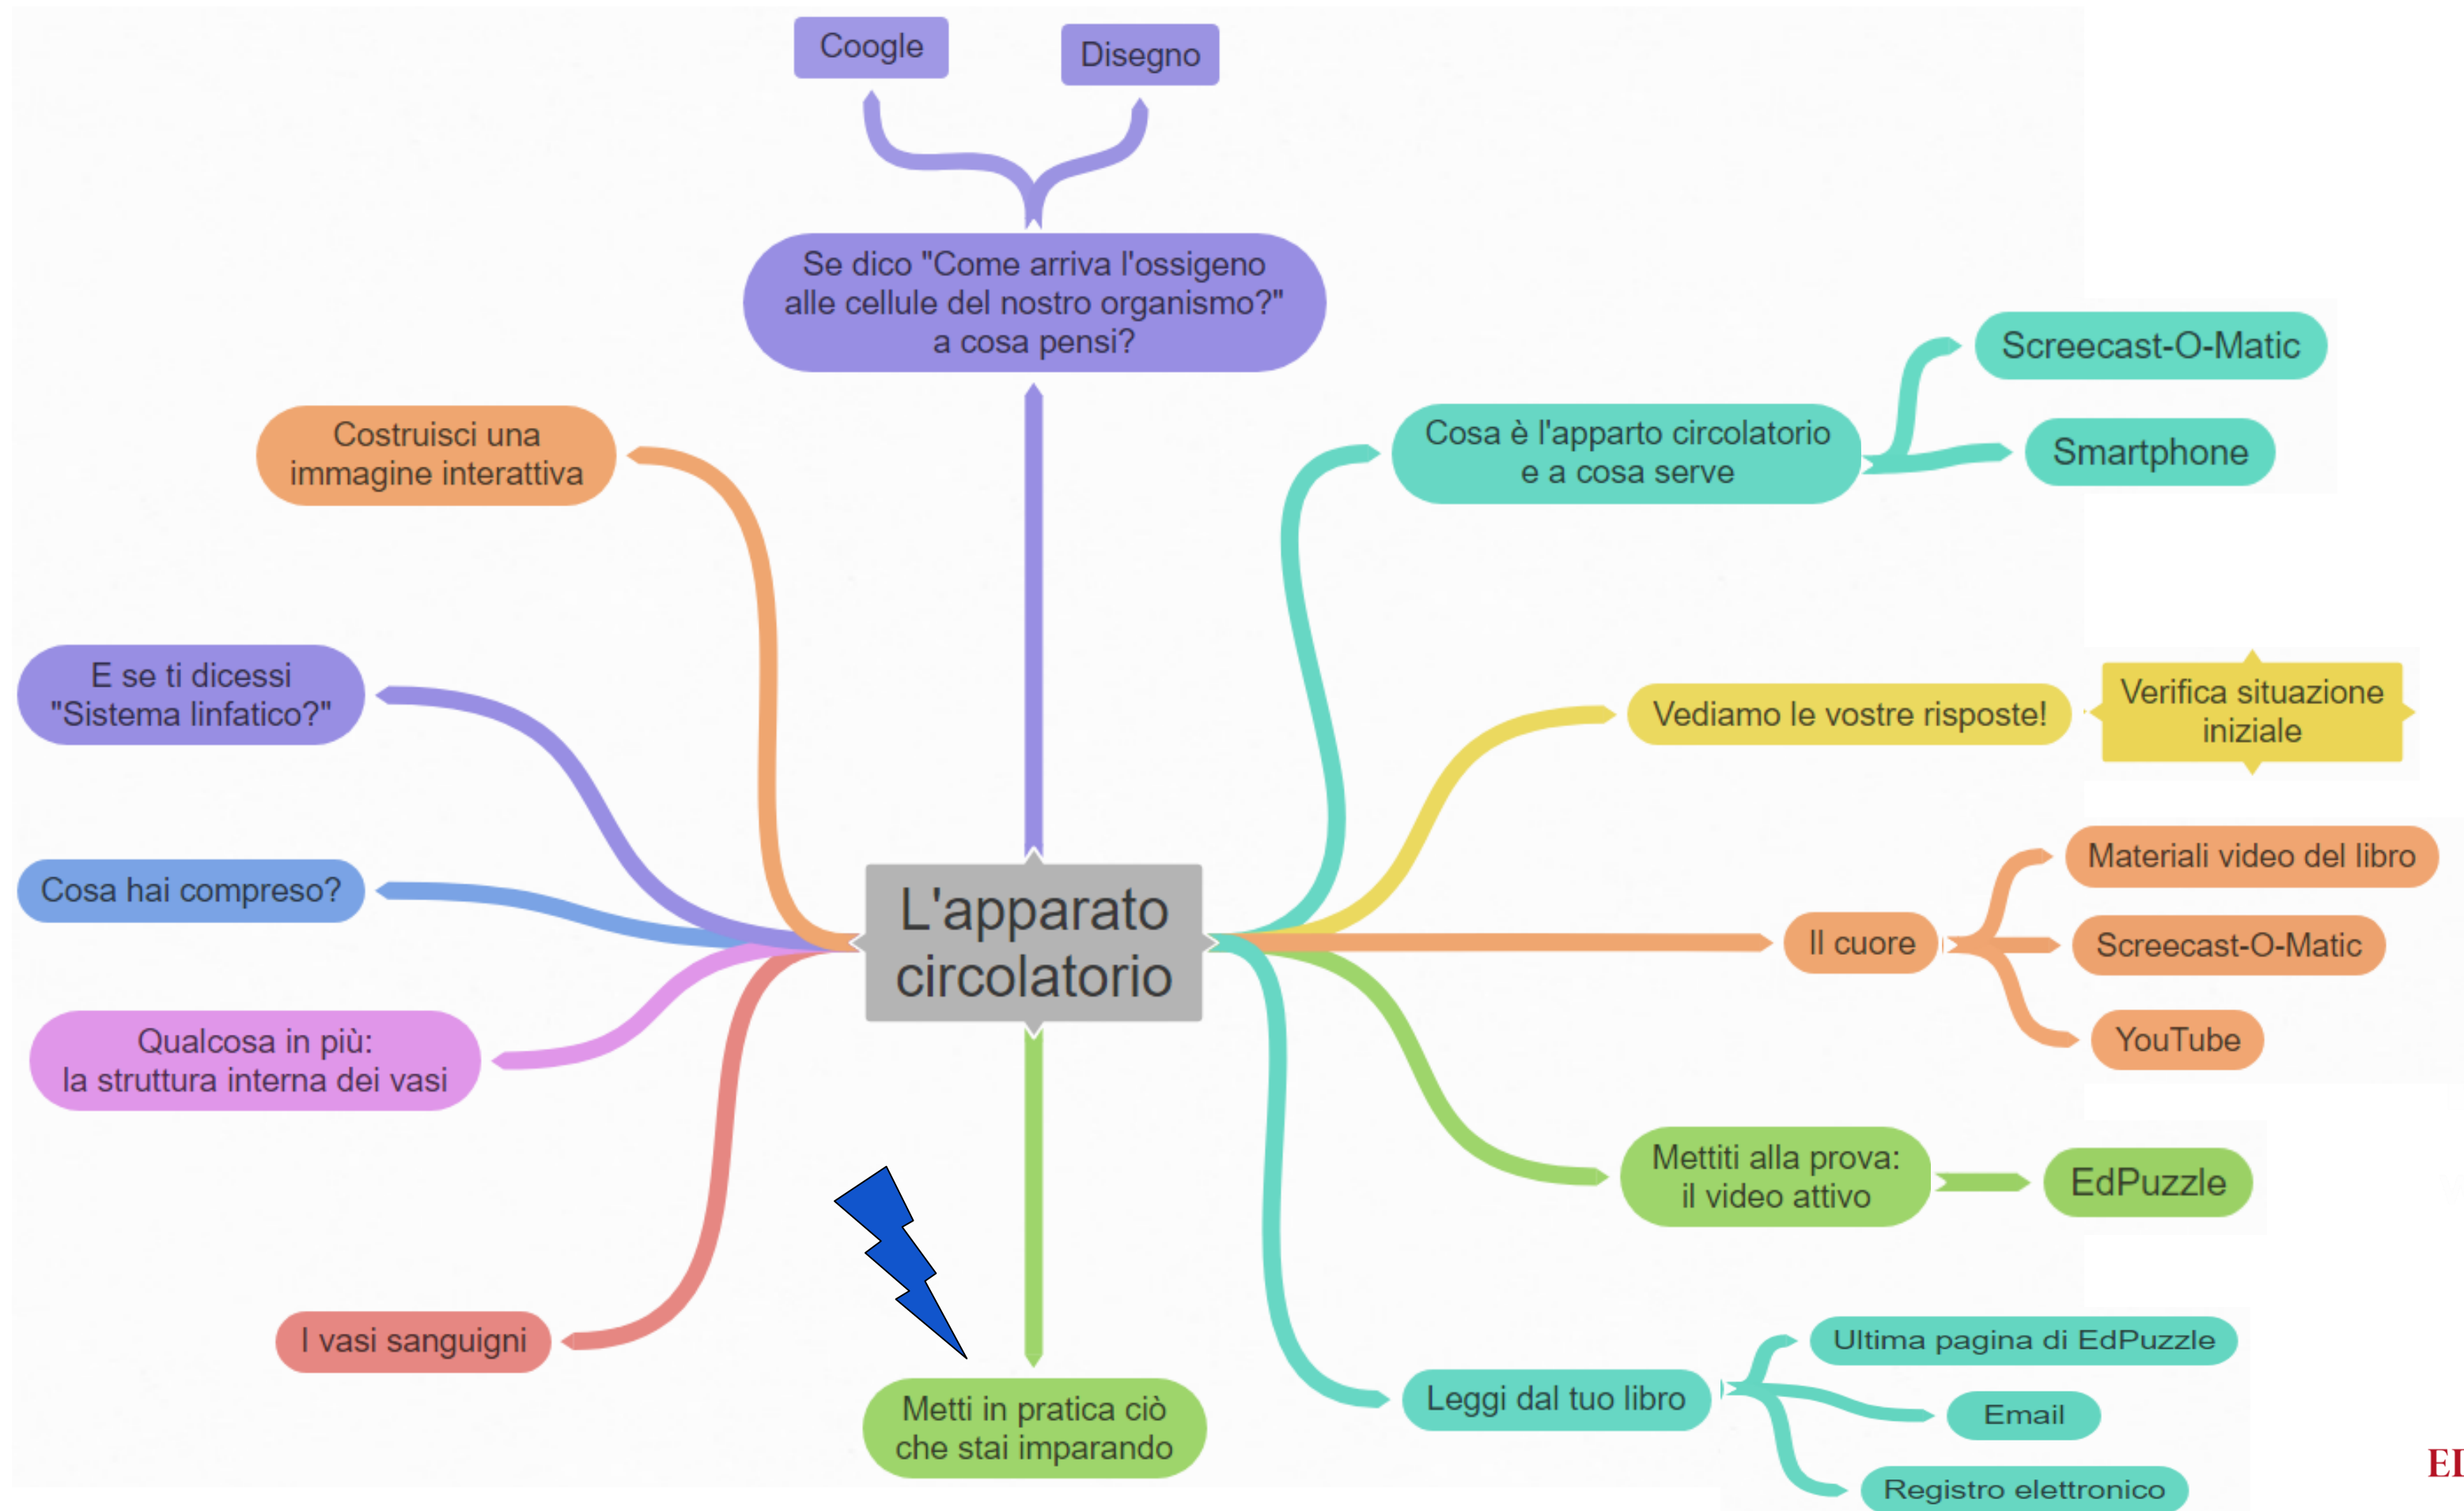 Coogle
Disegno
Se dico "Come arriva l'ossigeno
alle cellule del nostro organismo?"
a cosa pensi?
Cosa è l'apparto circolatorio
e a cosa serve
Screecast-O-Matic
Smartphone
Vediamo le vostre risposte!
Verifica situazione
iniziale
Il cuore
Materiali video del libro
Screecast-O-Matic
YouTube
Mettiti alla prova:
il video attivo
EdPuzzle
Leggi dal tuo libro
Ultima pagina di EdPuzzle
Email
Registro elettronico
L'apparato
circolatorio
Metti in pratica ciò
che stai imparando
I vasi sanguigni
Qualcosa in più:
la struttura interna dei vasi
Cosa hai compreso?
E se ti dicessi
"Sistema linfatico?"
Costruisci una
immagine interattiva